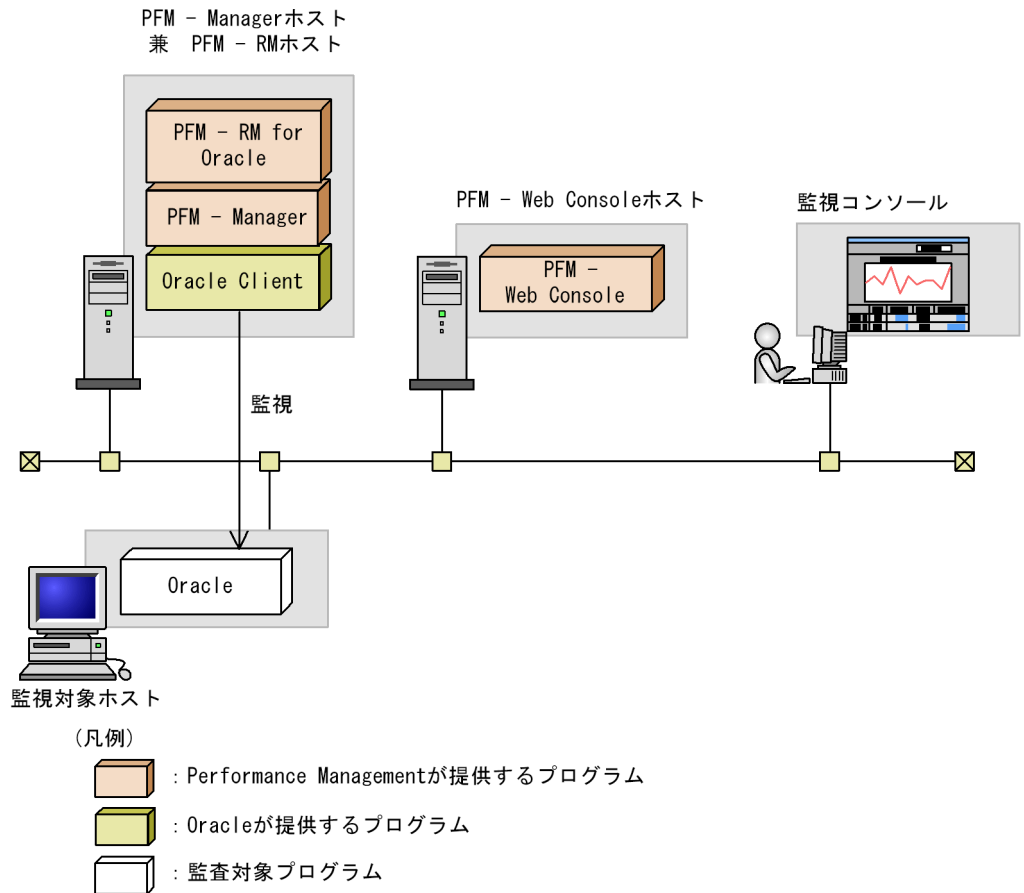 PFM - Managerホスト
兼 PFM - RMホスト
PFM - RM for
Oracle
PFM - Manager
Oracle Client
PFM - Web Consoleホスト
PFM -
Web Console
監視コンソール
監視
Oracle
監視対象ホスト
(凡例)
: Performance Managementが提供するプログラム
: Oracleが提供するプログラム
: 監査対象プログラム